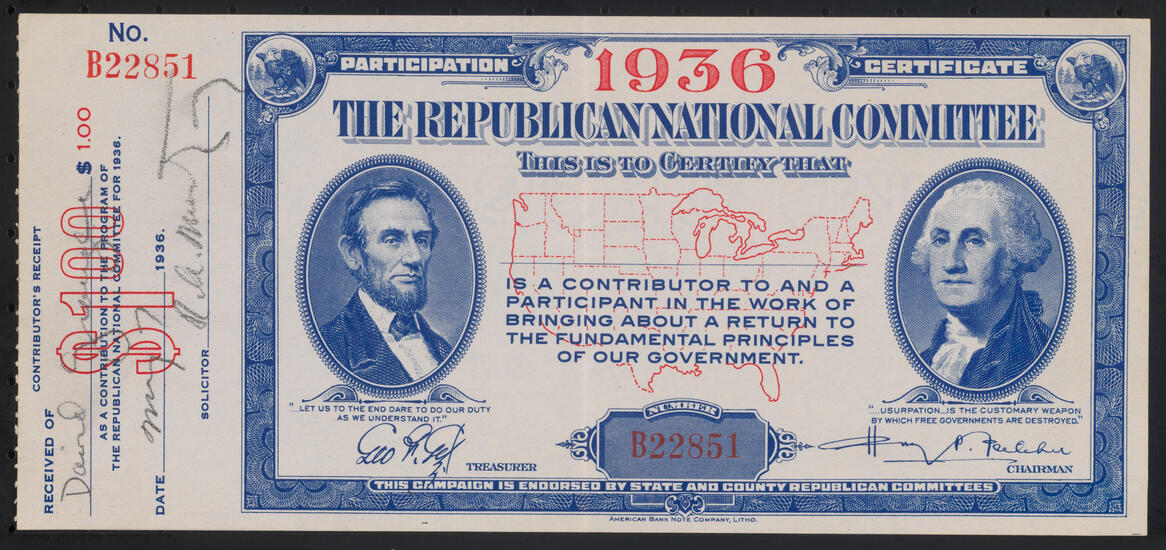 No.
B22851
CONTRIBUTOR'S RECEIPT
RECEIVED OF
David
$ 1.00
$1.00
AS A CONTRIBUTION TO THE PROGRAM OF
THE REPUBLICAN NATIONAL COMMITTEE FOR 1936.
DATE 1936.
SOLICITOR
PARTICIPATION 1936 CERTIFICATE
THE REPUBLICAN NATIONAL COMMITTEE
THIS IS TO CERTIFY THAT
IS A CONTRIBUTOR TO AND A
PARTICIPANT IN THE WORK OF
BRINGING ABOUT A RETURN TO
THE FUNDAMENTAL PRINCIPLES
OF OUR GOVERNMENT.
"...LET US TO THE END DARE TO DO OUR DUTY
AS WE UNDERSTAND IT."
"...USURPATION...IS THE CUSTOMARY WEAPON
BY WHICH FREE GOVERNMENTS ARE DESTROYED."
NUMBER
B22851
TREASURER
Henry P. Fletcher
CHAIRMAN
THIS CAMPAIGN IS ENDORSED BY STATE AND COUNTY REPUBLICAN COMMITTEES
AMERICAN BANK NOTE COMPANY, LITHO.